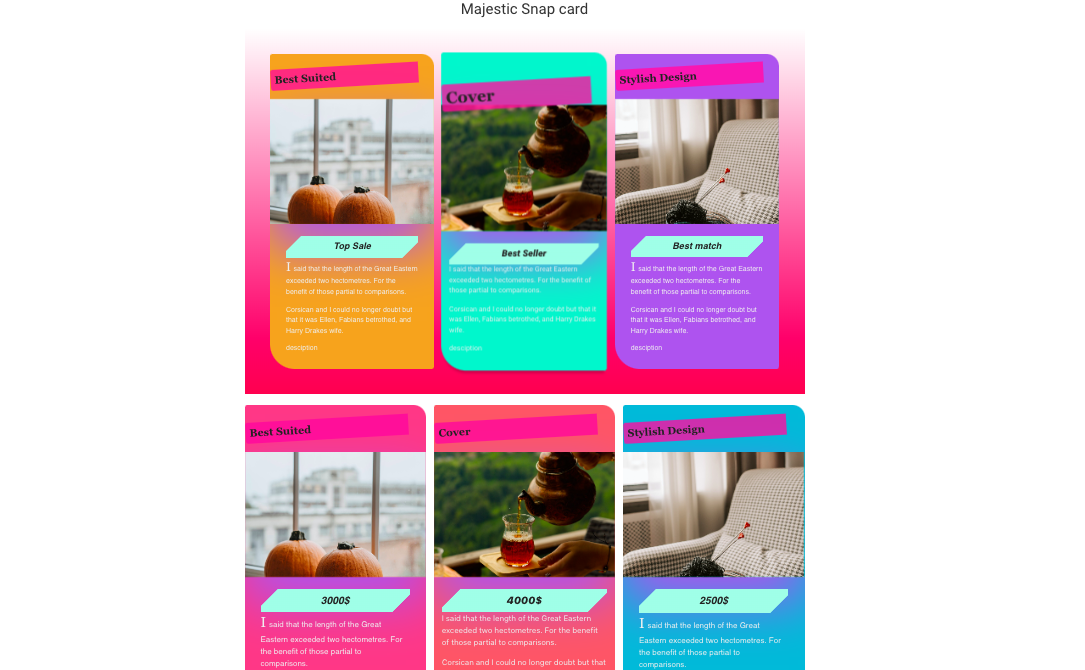 Majestic Snap card
Best Suited
Top Sale
I said that the length of the Great Eastern
exceeded two hectometres. For the
benefit of those partial to comparisons.
Corsican and I could no longer doubt but
that it was Ellen, Fabians betrothed, and
Harry Drakes wife.
desciption
Cover
Best Seller
I said that the length of the Great Eastern
exceeded two hectometres. For the benefit of
those partial to comparisons.
Corsican and I could no longer doubt but that it
was Ellen, Fabians betrothed, and Harry Drakes
wife.
desciption
Stylish Design
Best match
I said that the length of the Great Eastern
exceeded two hectometres. For the
benefit of those partial to comparisons.
Corsican and I could no longer doubt but
that it was Ellen, Fabians betrothed, and
Harry Drakes wife.
desciption
Best Suited
3000$
I said that the length of the Great
Eastern exceeded two hectometres. For
the benefit of those partial to
comparisons.
Cover
4000$
I said that the length of the Great Eastern
exceeded two hectometres. For the benefit
of those partial to comparisons.
Corsican and I could no longer doubt but that
Stylish Design
2500$
I said that the length of the Great
Eastern exceeded two hectometres. For
the benefit of those partial to
comparisons.